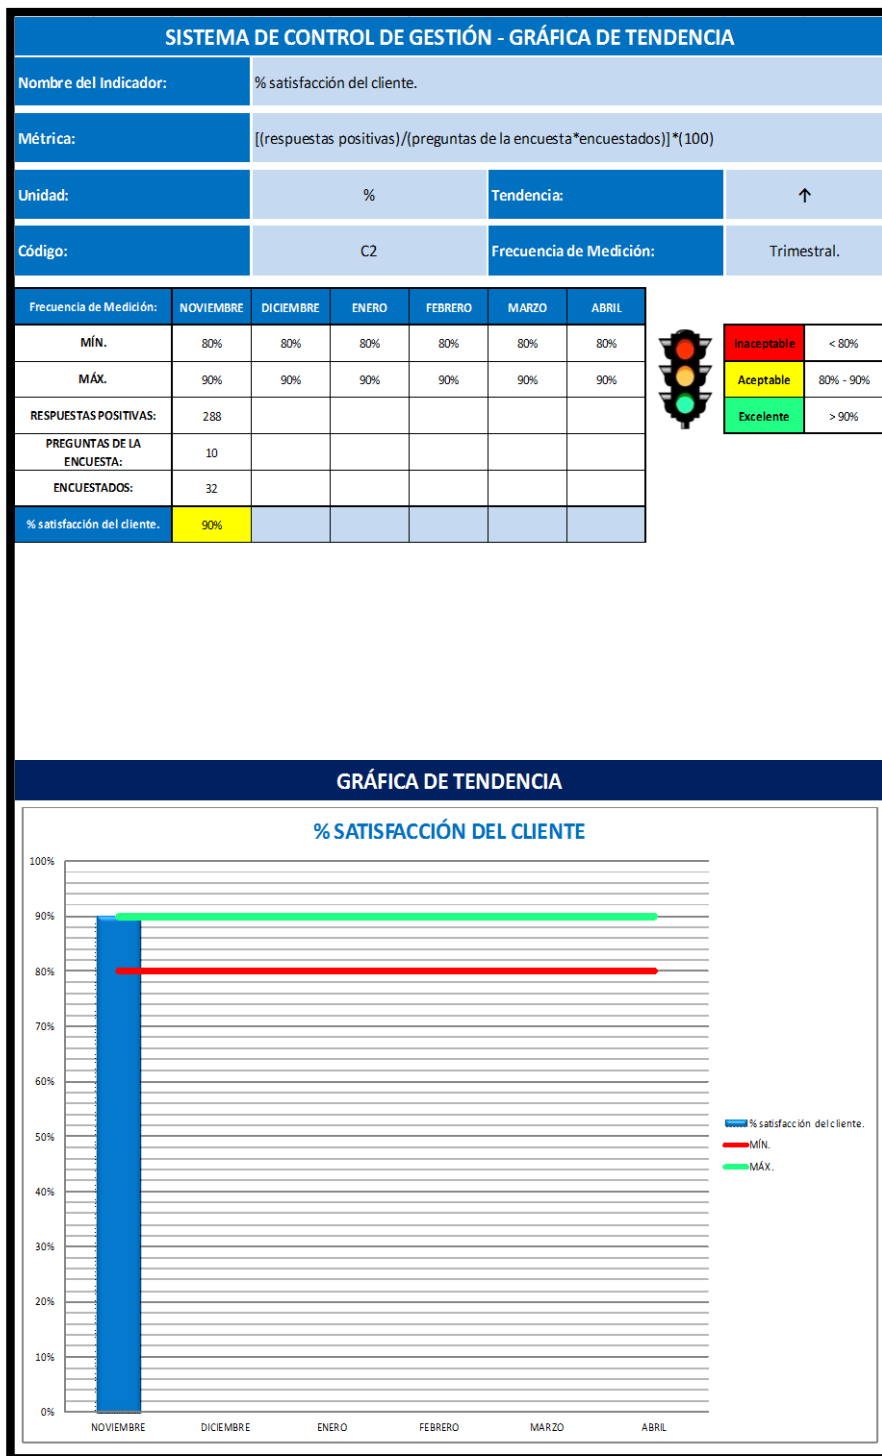 SISTEMA DE CONTROL DE GESTIÓN - GRÁFICA DE TENDENCIA
Nombre del Indicador: % satisfacción del cliente.
Métrica: [(respuestas positivas)/(preguntas de la encuesta*encuestados)]*(100)
Unidad: % Tendencia: ↑
Código: C2 Frecuencia de Medición: Trimestral.
Frecuencia de Medición: NOVIEMBRE DICIEMBRE ENERO FEBRERO MARZO ABRIL
MÍN. 80% 80% 80% 80% 80% 80%
MÁX. 90% 90% 90% 90% 90% 90%
RESPUESTAS POSITIVAS: 288
PREGUNTAS DE LA
ENCUESTA: 10
ENCUESTADOS: 32
% satisfacción del cliente. 90%
Inaceptable < 80%
Aceptable 80% - 90%
Excelente > 90%
GRÁFICA DE TENDENCIA
% SATISFACCIÓN DEL CLIENTE
100%
90%
80%
70%
60%
50%
40%
30%
20%
10%
0%
NOVIEMBRE DICIEMBRE ENERO FEBRERO MARZO ABRIL
% satisfacción del cliente.
MÍN.
MÁX.